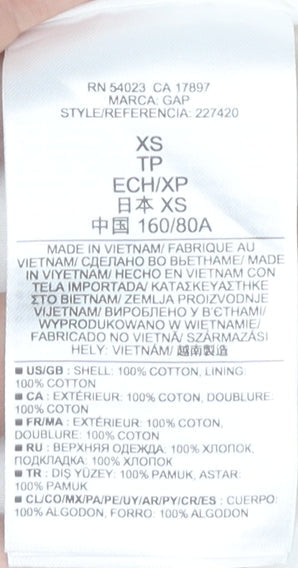 RN 54023 CA 17897
MARCA: GAP
STYLE/REFERENCIA: 227420
XS
TP
ECH/XP
日本 XS
中国 160/80A
MADE IN VIETNAM/ FABRIQUE AU
VIETNAM/ СДЕЛАНО ВО ВЬЕТНАМЕ/ MADE
IN VIYETNAM/ HECHO EN VIETNAM CON
TELA IMPORTADA/ ΚΑΤΑΣΚΕΥΑΣΤΗΚΕ
ΣΤΟ ΒΙΕΤΝΑΜ/ ZEMLJA PROIZVODNJE
VIJETNAM/ ВИРОБЛЕНО У В'ЄТНАМІ/
WYPRODUKOWANO W WIETNAMIE/
FABRICADO NO VIETNÃ/ SZÁRMAZÁSI
HELY: VIETNÁM/ 越南製造
■ US/GB : SHELL: 100% COTTON, LINING:
100% COTTON
■ CA : EXTÉRIEUR: 100% COTON, DOUBLURE:
100% COTON
■ FR/MA : EXTÉRIEUR: 100% COTON,
DOUBLURE: 100% COTON
■ RU : ВЕРХНЯЯ ОДЕЖДА: 100% ХЛОПОК,
ПОДКЛАДКА: 100% ХЛОПОК
■ TR : DIŞ YÜZEY: 100% PAMUK, ASTAR:
100% PAMUK
■ CL/CO/MX/PA/PE/UY/AR/PY/CR/ES : CUERPO:
100% ALGODON, FORRO: 100% ALGODON